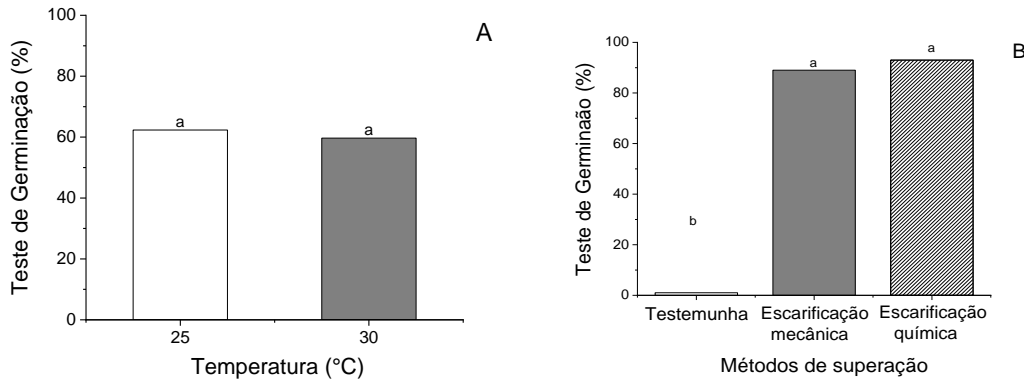 A
Teste de Germinação (%)
100
80
60
40
20
0
a
a
25
30
Temperatura (°C)
B
Teste de Germinaão (%)
100
80
60
40
20
0
b
a
a
Testemunha
Escarificação
mecânica
Escarificação
química
Métodos de superação